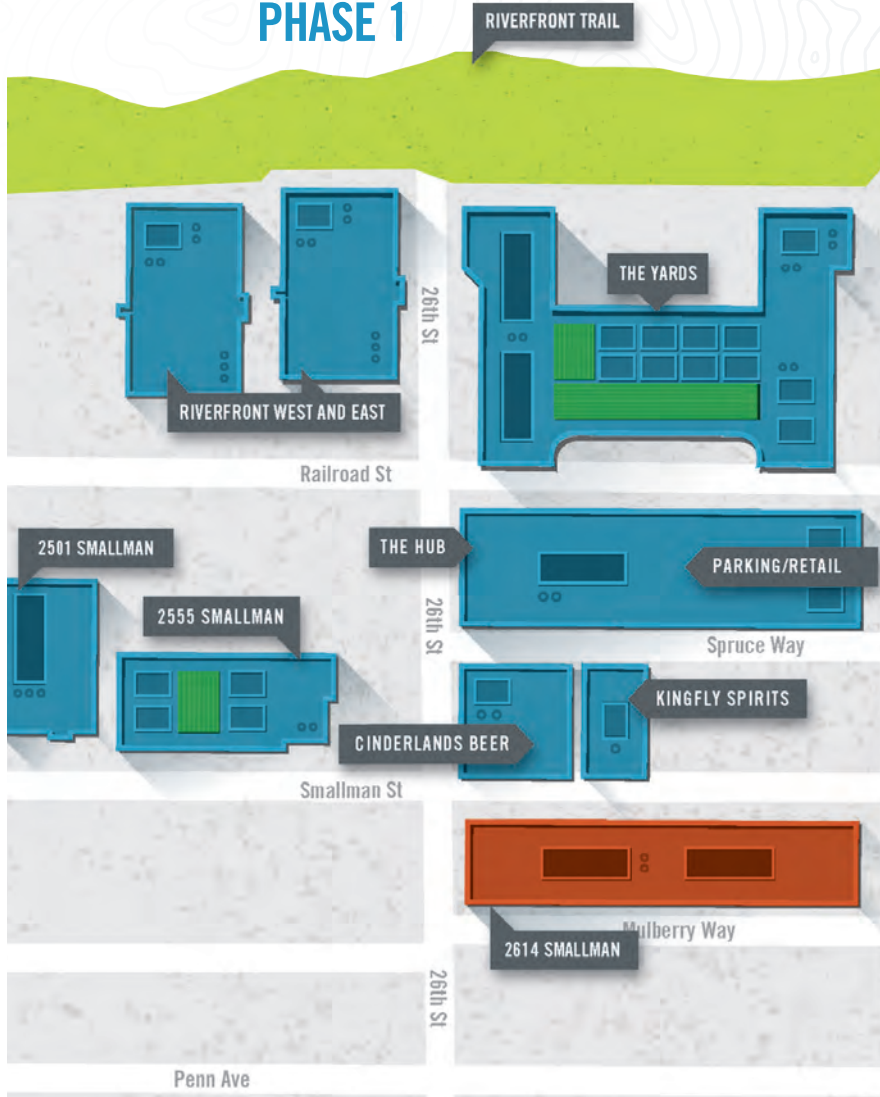 PHASE 1
RIVERFRONT TRAIL
THE YARDS
26th St
RIVERFRONT WEST AND EAST
Railroad St
2501 SMALLMAN
THE HUB
PARKING/RETAIL
2555 SMALLMAN
26th St
Spruce Way
KINGFLY SPIRITS
CINDERLANDS BEER
Smallman St
Mulberry Way
2614 SMALLMAN
26th St
Penn Ave